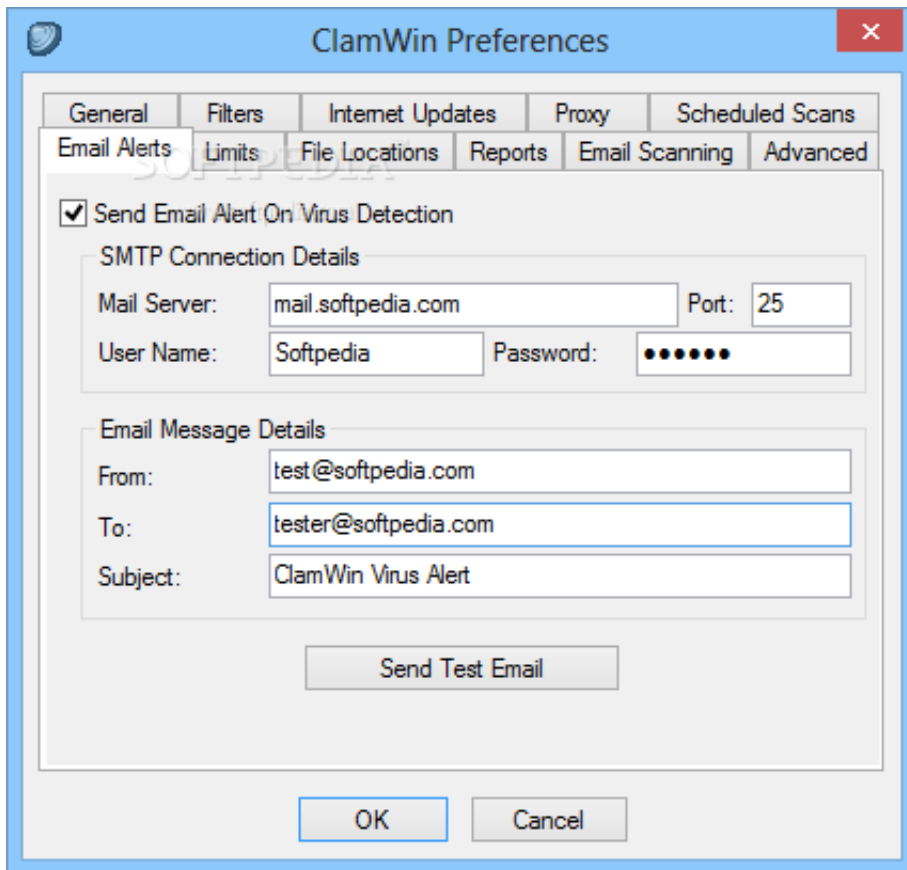 ClamWin Preferences
General Filters Internet Updates Proxy Scheduled Scans
Email Alerts Limits File Locations Reports Email Scanning Advanced
SOFTPEDIA
Send Email Alert On Virus Detection
SMTP Connection Details
Mail Server: mail.softpedia.com Port: 25
User Name: Softpedia Password: ●●●●●●
Email Message Details
From: test@softpedia.com
To: tester@softpedia.com
Subject: ClamWin Virus Alert
Send Test Email
OK Cancel